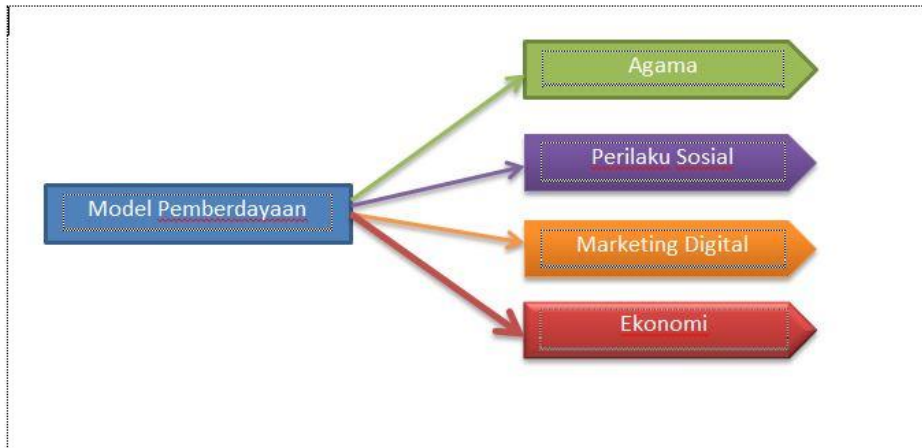 Agama
Perilaku Sosial
Model Pemberdayaan
Marketing Digital
Ekonomi